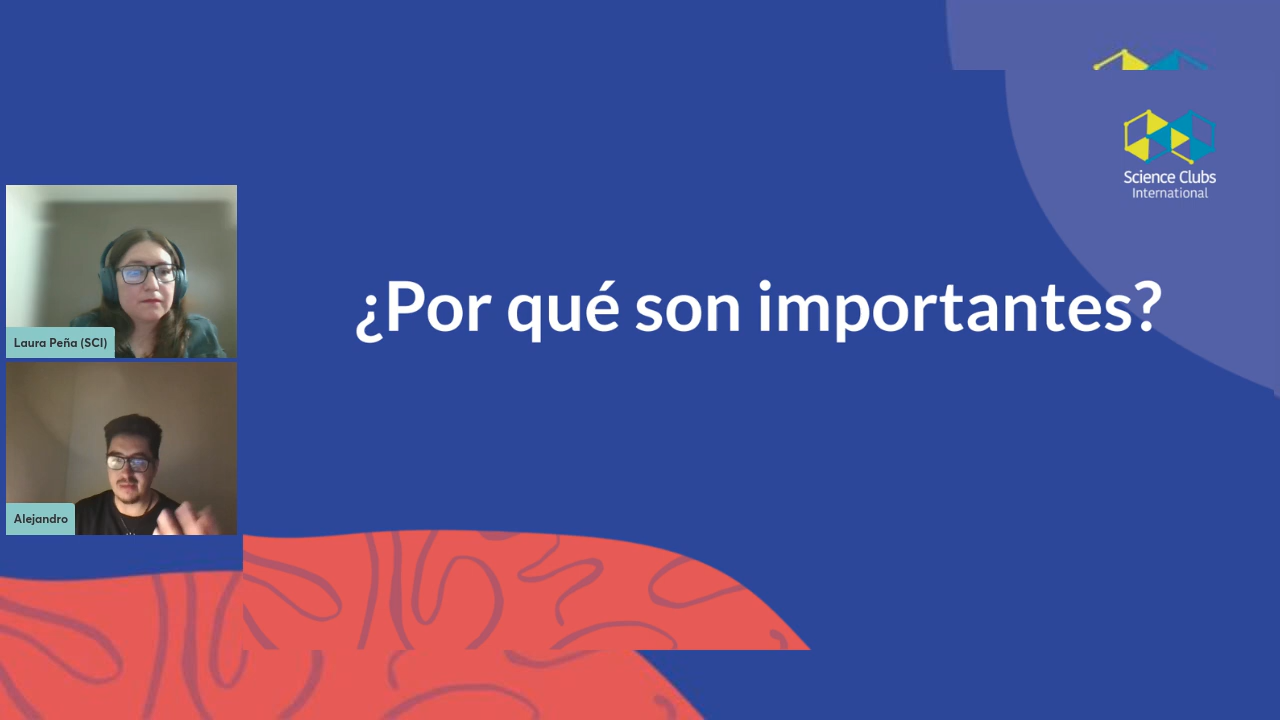 Science Clubs
International
¿Por qué son importantes?
Laura Peña (SCI)
Alejandro